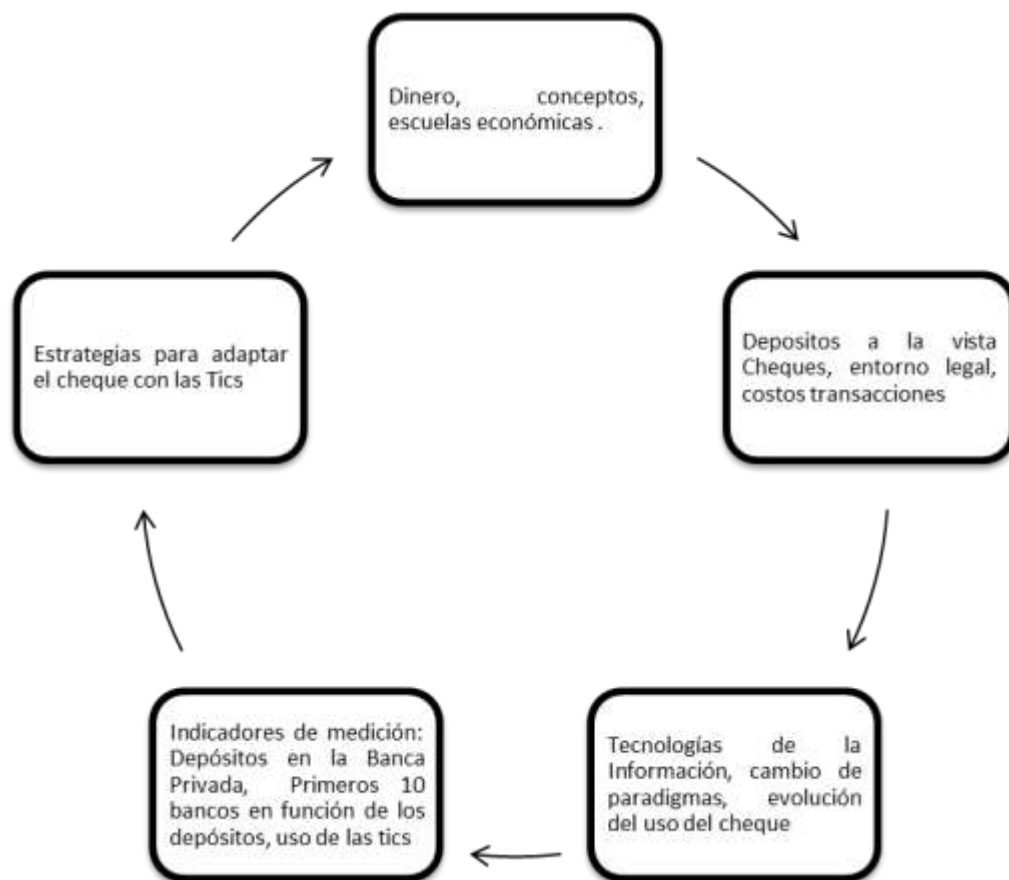 Dinero, conceptos,
escuelas económicas .
Depositos a la vista
Cheques, entorno legal,
costos transacciones
Tecnologías de la
Información, cambio de
paradigmas, evolución
del uso del cheque
Indicadores de medición:
Depósitos en la Banca
Privada, Primeros 10
bancos en función de los
depósitos, uso de las tics
Estrategias para adaptar
el cheque con las Tics